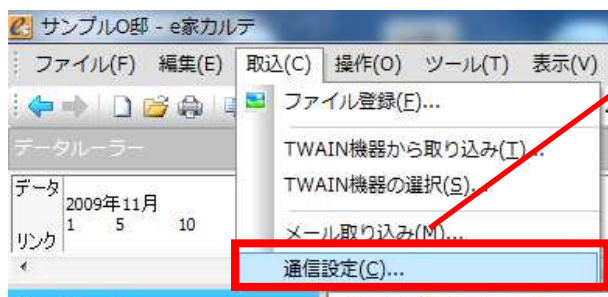 サンプルO邸 - e家カルテ
ファイル(F) 編集(E) 取込(C) 操作(O) ツール(T) 表示(V)
ファイル登録(F)...
データルーラー
TWAIN機器から取り込み(T)...
TWAIN機器の選択(S)...
データ
2009年11月
1 5 10
リンク
メール取り込み(M)...
通信設定(C)...